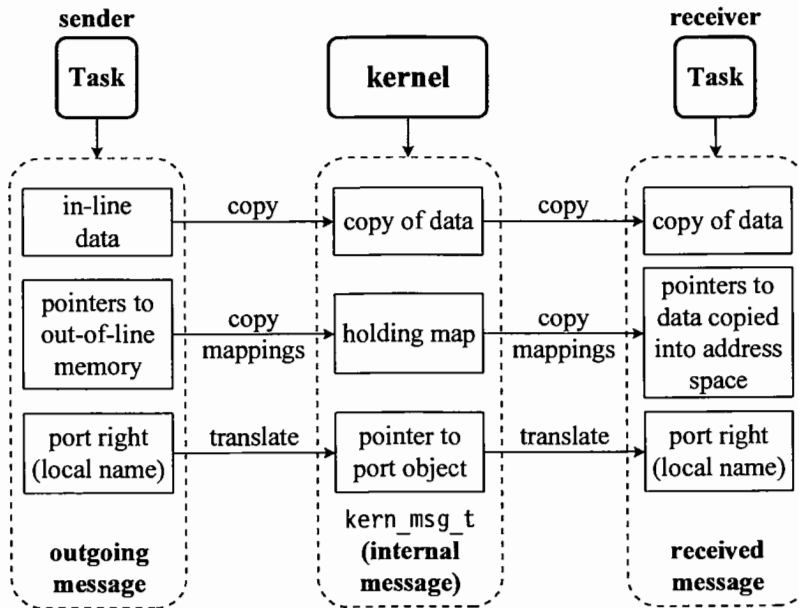 sender
receiver
Task
kernel
Task
in-line
data
copy
copy of data
copy
copy of data
pointers to
out-of-line
memory
copy
mappings
holding map
copy
mappings
pointers to
data copied
into address
space
port right
(local name)
translate
pointer to
port object
translate
port right
(local name)
outgoing
message
kern_msg_t
(internal
message)
received
message